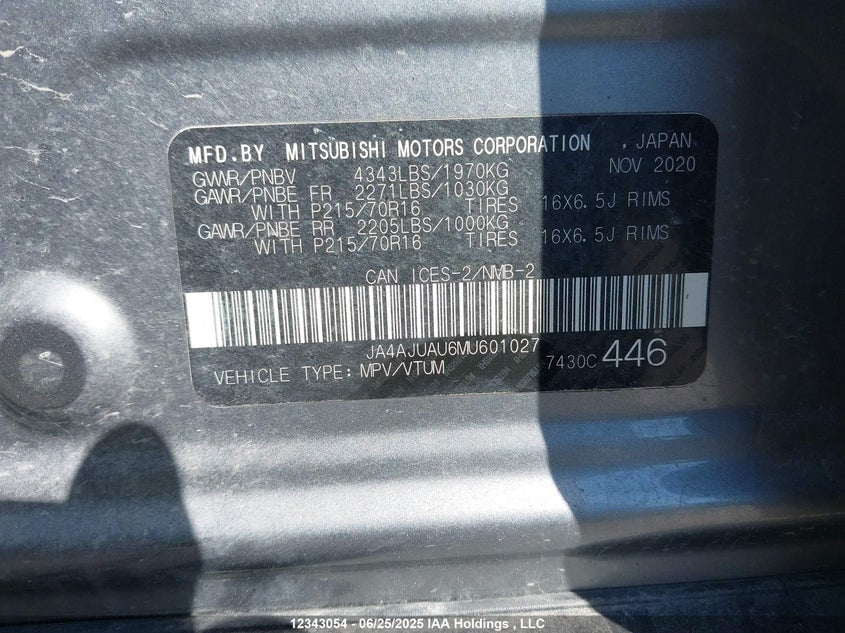 MFD.BY MITSUBISHI MOTORS CORPORATION , JAPAN
GVWR/PNBV 4343LBS/1970KG NOV 2020
GAWR/PNBE FR 2271LBS/1030KG
WITH P215/70R16 TIRES 16X6.5J RIMS
GAWR/PNBE RR 2205LBS/1000KG
WITH P215/70R16 TIRES 16X6.5J RIMS
CAN ICES-2/NMB-2
JA4AJUAU6MU601027
VEHICLE TYPE: MPV/VTUM 7430C 446
12343054 - 06/25/2025 IAA Holdings , LLC